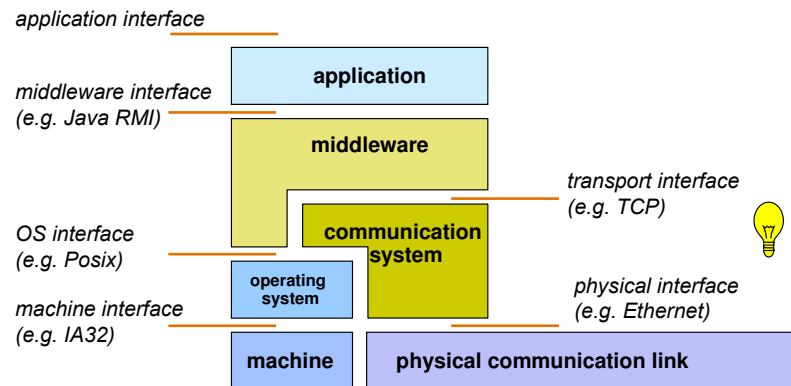 application interface
application
middleware interface
(e.g. Java RMI)
middleware
transport interface
(e.g. TCP)
OS interface
(e.g. Posix)
communication
system
operating
system
machine interface
(e.g. IA32)
physical interface
(e.g. Ethernet)
machine
physical communication link